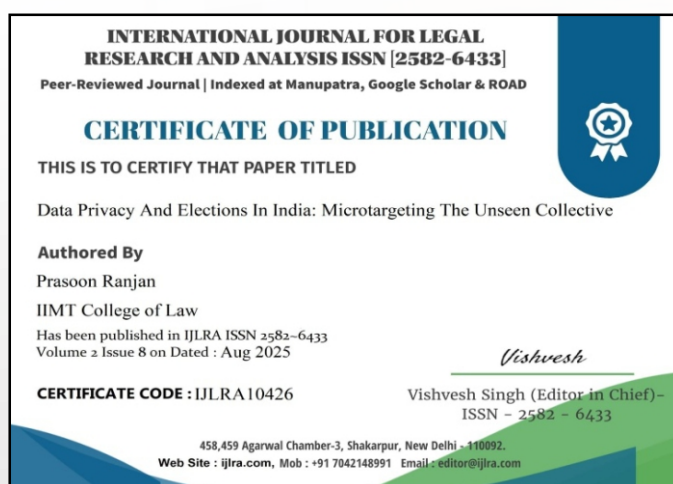 INTERNATIONAL JOURNAL FOR LEGAL
RESEARCH AND ANALYSIS ISSN [2582-6433]
Peer-Reviewed Journal | Indexed at Manupatra, Google Scholar & ROAD
CERTIFICATE OF PUBLICATION
THIS IS TO CERTIFY THAT PAPER TITLED
Data Privacy And Elections In India: Microtargeting The Unseen Collective
Authored By
Prasoon Ranjan
IIMT College of Law
Has been published in IJLRA ISSN 2582-6433
Volume 2 Issue 8 on Dated : Aug 2025
Vishvesh
CERTIFICATE CODE : IJLRA10426
Vishvesh Singh (Editor in Chief)-
ISSN - 2582 - 6433
458,459 Agarwal Chamber-3, Shakarpur, New Delhi - 110092.
Web Site : ijlra.com, Mob : +91 7042148991 Email : editor@ijlra.com